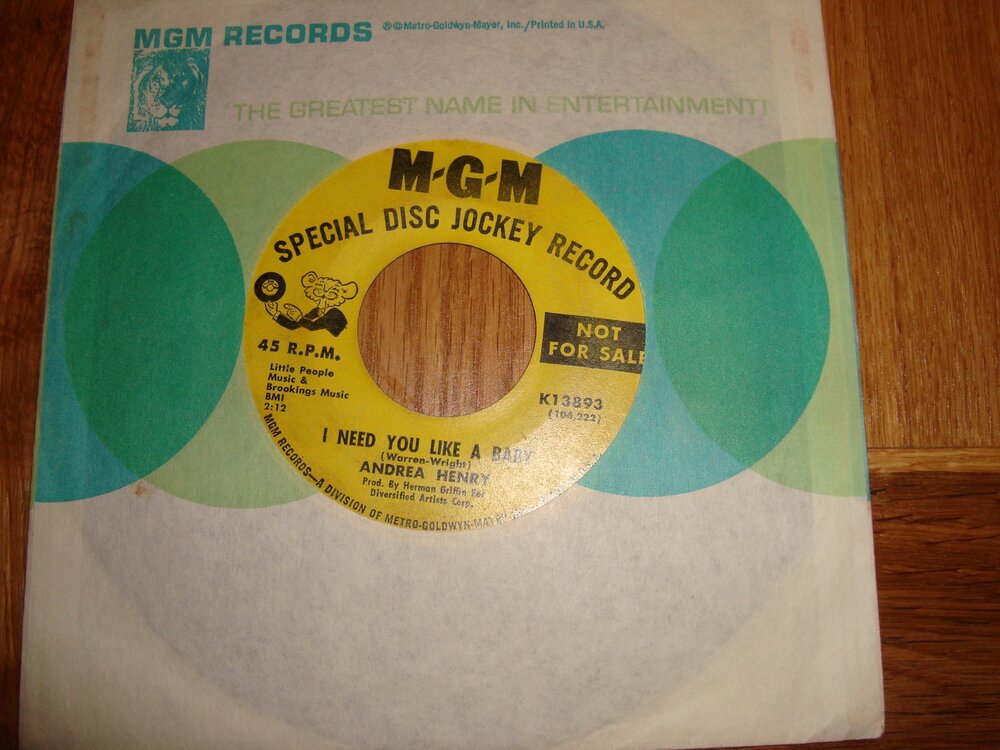 MGM RECORDS ®©Metro-Goldwyn-Mayer, Inc./Printed in U.S.A.
THE GREATEST NAME IN ENTERTAINMENT!
M-G-M
SPECIAL DISC JOCKEY RECORD
NOT
FOR SALE
45 R.P.M.
Little People
Music &
Brookings Music
BMI
2:12
K13893
(106,222)
I NEED YOU LIKE A BABY
(Warren-Wright)
ANDREA HENRY
Prod. By Herman Griffin For
Diversified Artists Corp.
MGM RECORDS—A DIVISION OF METRO-GOLDWYN-MAYER